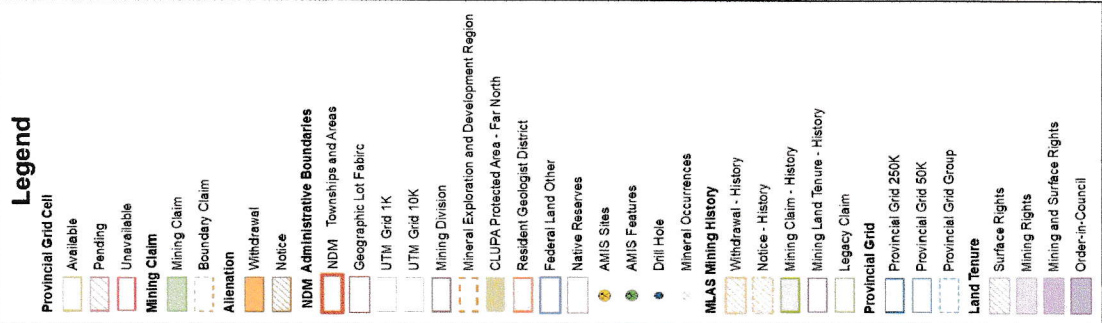 Legend
Provincial Grid Cell
Available
Pending
Unavailable
Mining Claim
Mining Claim
Boundary Claim
Alienation
Withdrawal
Notice
NDM Administrative Boundaries
NDM Townships and Areas
Geographic Lot Fabirc
UTM Grid 1K
UTM Grid 10K
Mining Division
Mineral Exploration and Development Region
CLUPA Protected Area - Far North
Resident Geologist District
Federal Land Other
Native Reserves
AMIS Sites
AMIS Features
Drill Hole
Mineral Occurrences
MLAS Mining History
Withdrawal - History
Notice - History
Mining Claim - History
Mining Land Tenure - History
Legacy Claim
Provincial Grid
Provincial Grid 250K
Provincial Grid 50K
Provincial Grid Group
Land Tenure
Surface Rights
Mining Rights
Mining and Surface Rights
Order-in-Council